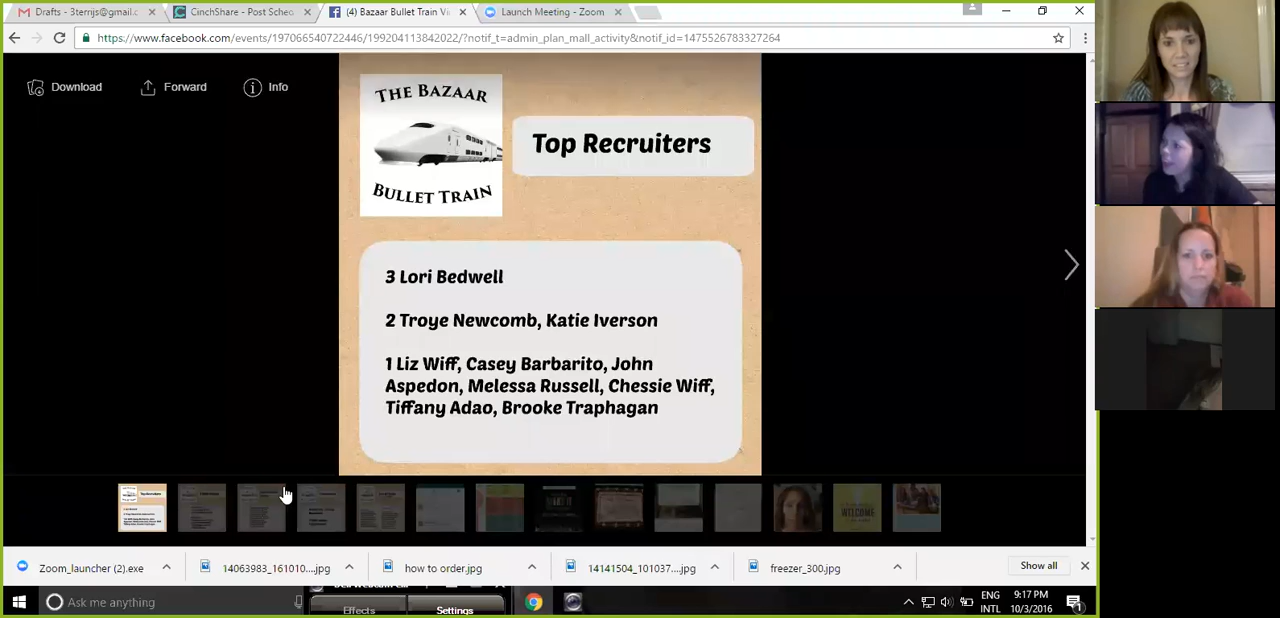 Drafts - 3ternjs@gmail.c
CinchShare - Post Sched
(4) Bazaar Bullet Train Vi
Launch Meeting - Zoom
https://www.facebook.com/events/197066540722446/199204113842022/?notif_t=admin_plan_mall_activity&notif_id=1475526783327264
Download
Forward
Info
THE BAZAAR
BULLET TRAIN
Top Recruiters
3 Lori Bedwell
2 Troye Newcomb, Katie Iverson
1 Liz Wiff, Casey Barbarito, John
Aspedon, Melessa Russell, Chessie Wiff,
Tiffany Adao, Brooke Traphagan
Zoom_launcher (2).exe
14063983_161010....jpg
how to order.jpg
14141504_101037....jpg
freezer_300.jpg
Show all
Ask me anything
Effects
Settings
ENG
INTL
9:17 PM
10/3/2016
1